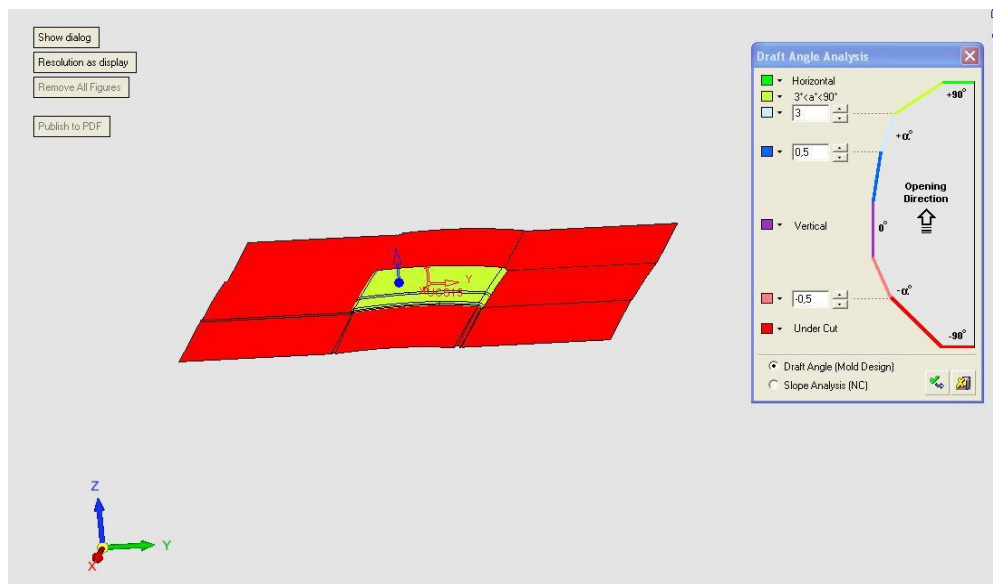 Show dialog
Resolution as display
Remove All Figures
Publish to PDF
Draft Angle Analysis
Horizontal
3°<a°<90°
3
0,5
Vertical
-0,5
Under Cut
+90°
+α°
Opening
Direction
0°
-α°
-90°
Draft Angle (Mold Design)
Slope Analysis (NC)
Y
Z
Y
X